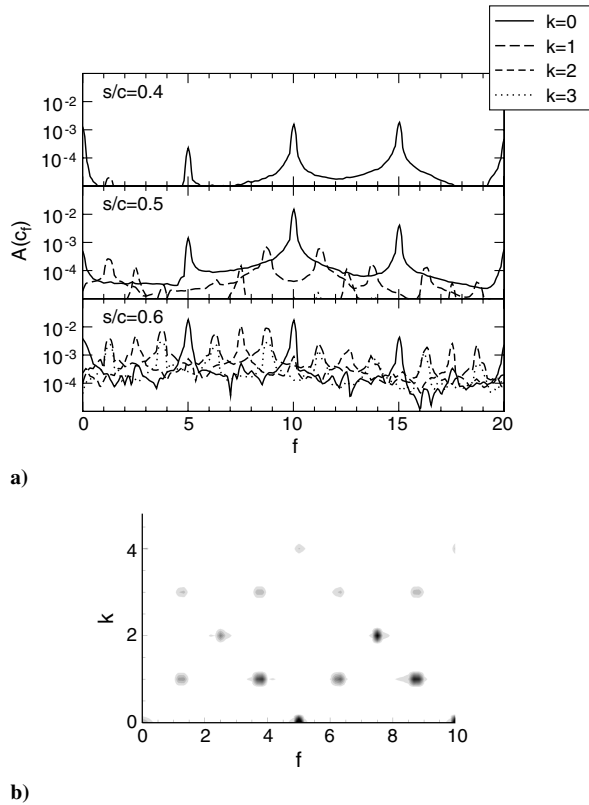 k=0
k=1
k=2
k=3
s/c=0.4
10-2
10-3
10-4
s/c=0.5
10-2
10-3
10-4
A(cf)
s/c=0.6
10-2
10-3
10-4
0 5 10 15 20
f
a)
4
2
0
k
0 2 4 6 8 10
f
b)